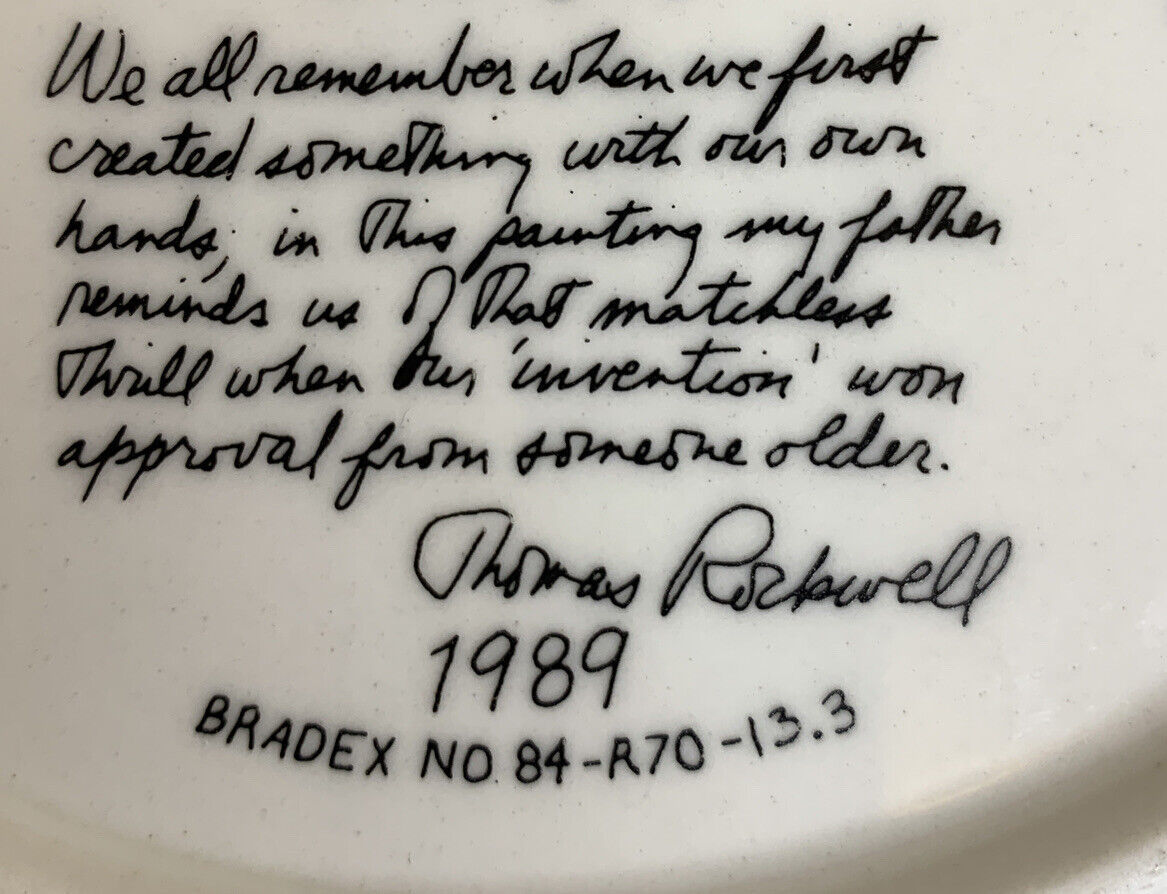 We all remember when we first
created something with our own
hands; in this painting my father
reminds us of that matchless
thrill when our 'invention' won
approval from someone older.
Thomas Rockwell
1989
BRADEX NO. 84-R70-13.3